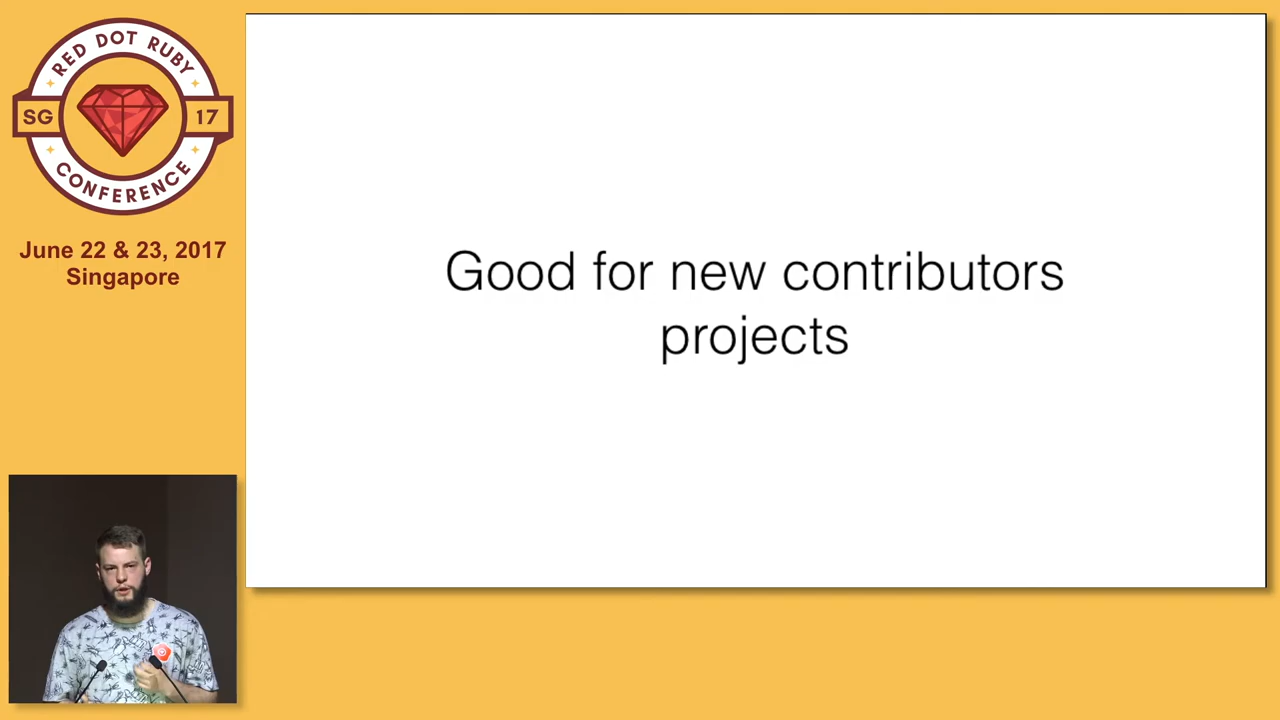 RED DOT RUBY
SG
17
CONFERENCE
June 22 & 23, 2017
Singapore
Good for new contributors
projects